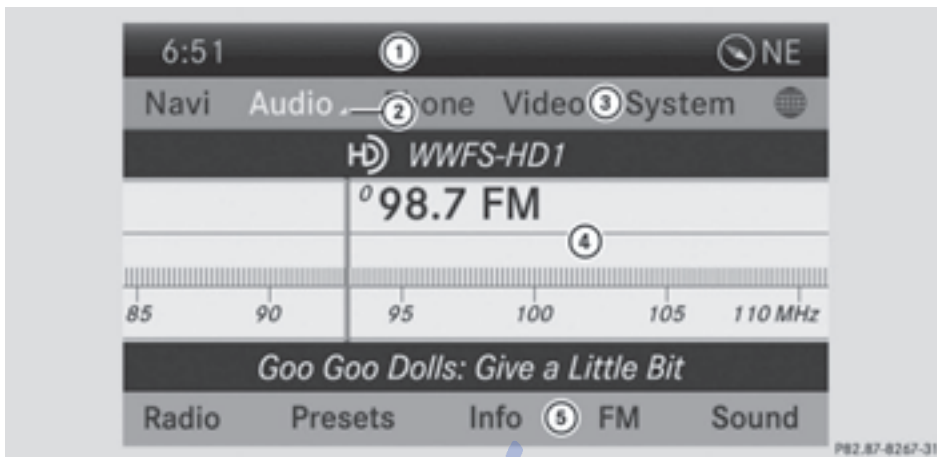 6:51 ① NE
Navi Audio ② Phone Video ③ System
HD WWFS-HD1
0 98.7 FM
④
85 90 95 100 105 110 MHz
Goo Goo Dolls: Give a Little Bit
Radio Presets Info ⑤ FM Sound
P82.87-8267-31